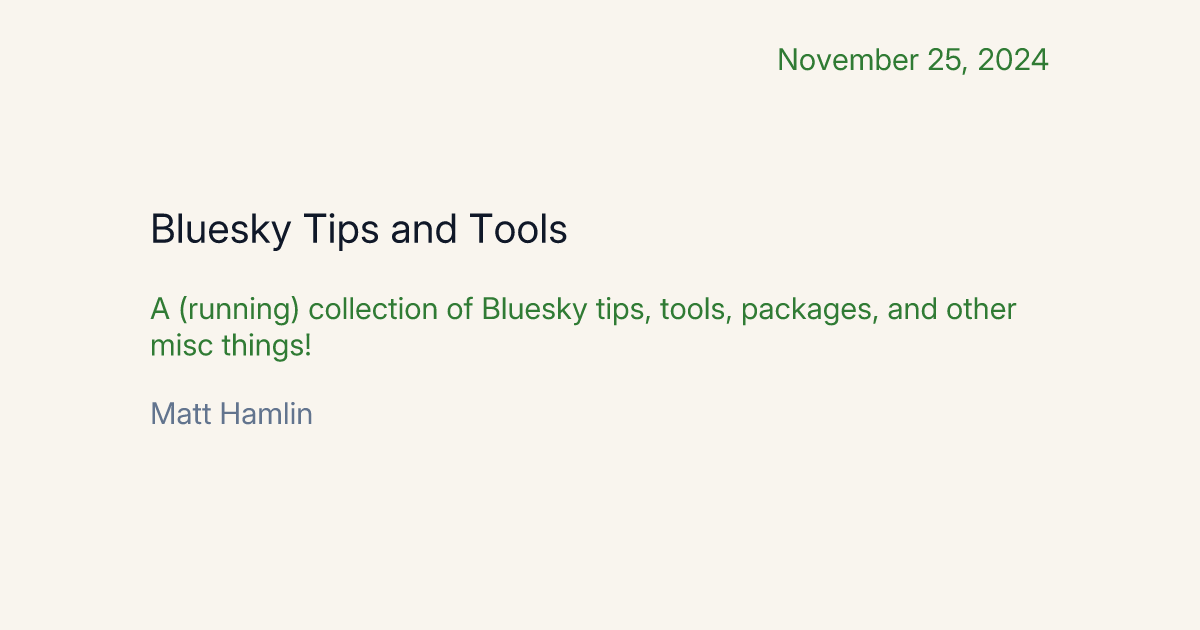 November 25, 2024
Bluesky Tips and Tools
A (running) collection of Bluesky tips, tools, packages, and other
misc things!
Matt Hamlin